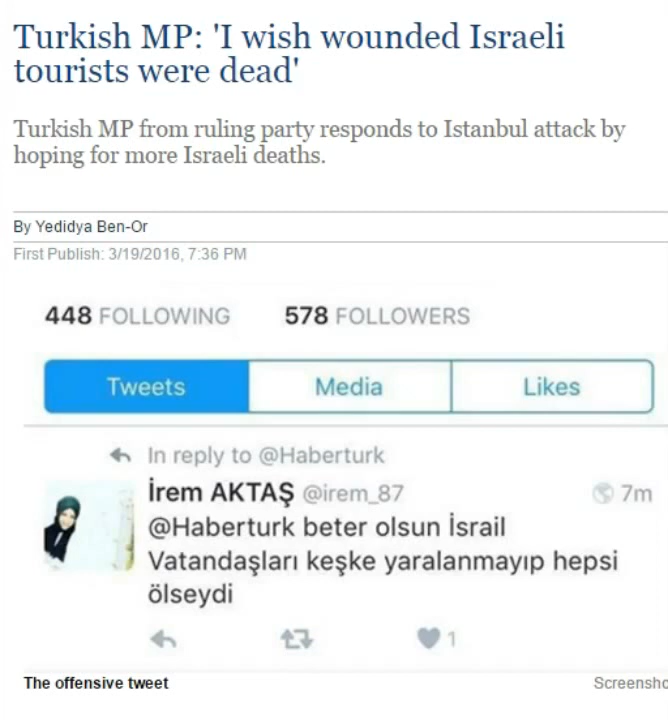 Turkish MP: 'I wish wounded Israeli
tourists were dead'
Turkish MP from ruling party responds to Istanbul attack by
hoping for more Israeli deaths.
By Yedidya Ben-Or
First Publish: 3/19/2016, 7:36 PM
448 FOLLOWING 578 FOLLOWERS
Tweets Media Likes
In reply to @Haberturk
İrem AKTAŞ @irem_87 7m
@Haberturk beter olsun İsrail
Vatandaşları keşke yaralanmayıp hepsi
ölseydi
1
The offensive tweet Screensho